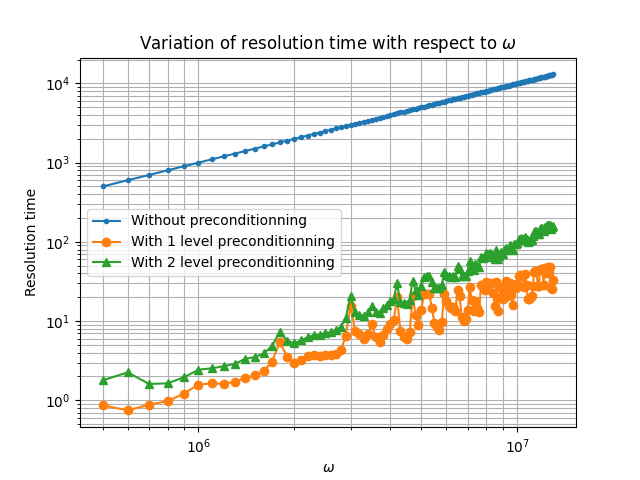 Variation of resolution time with respect to ω
10⁴
10³
10²
10¹
10⁰
Resolution time
Without preconditionning
With 1 level preconditionning
With 2 level preconditionning
10⁶
10⁷
ω